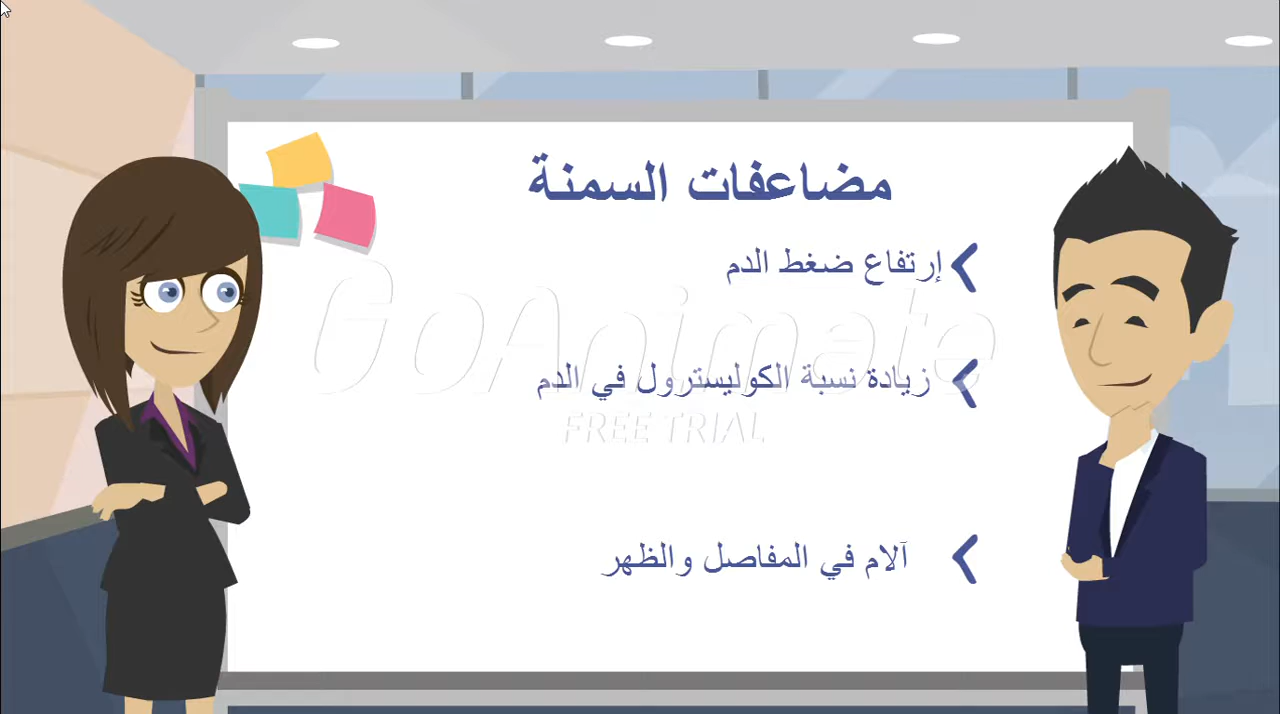 مضاعفات السمنة
إرتفاع ضغط الدم
زيادة نسبة الكوليسترول في الدم
GoAnimate
FREE TRIAL
آلام في المفاصل والظهر